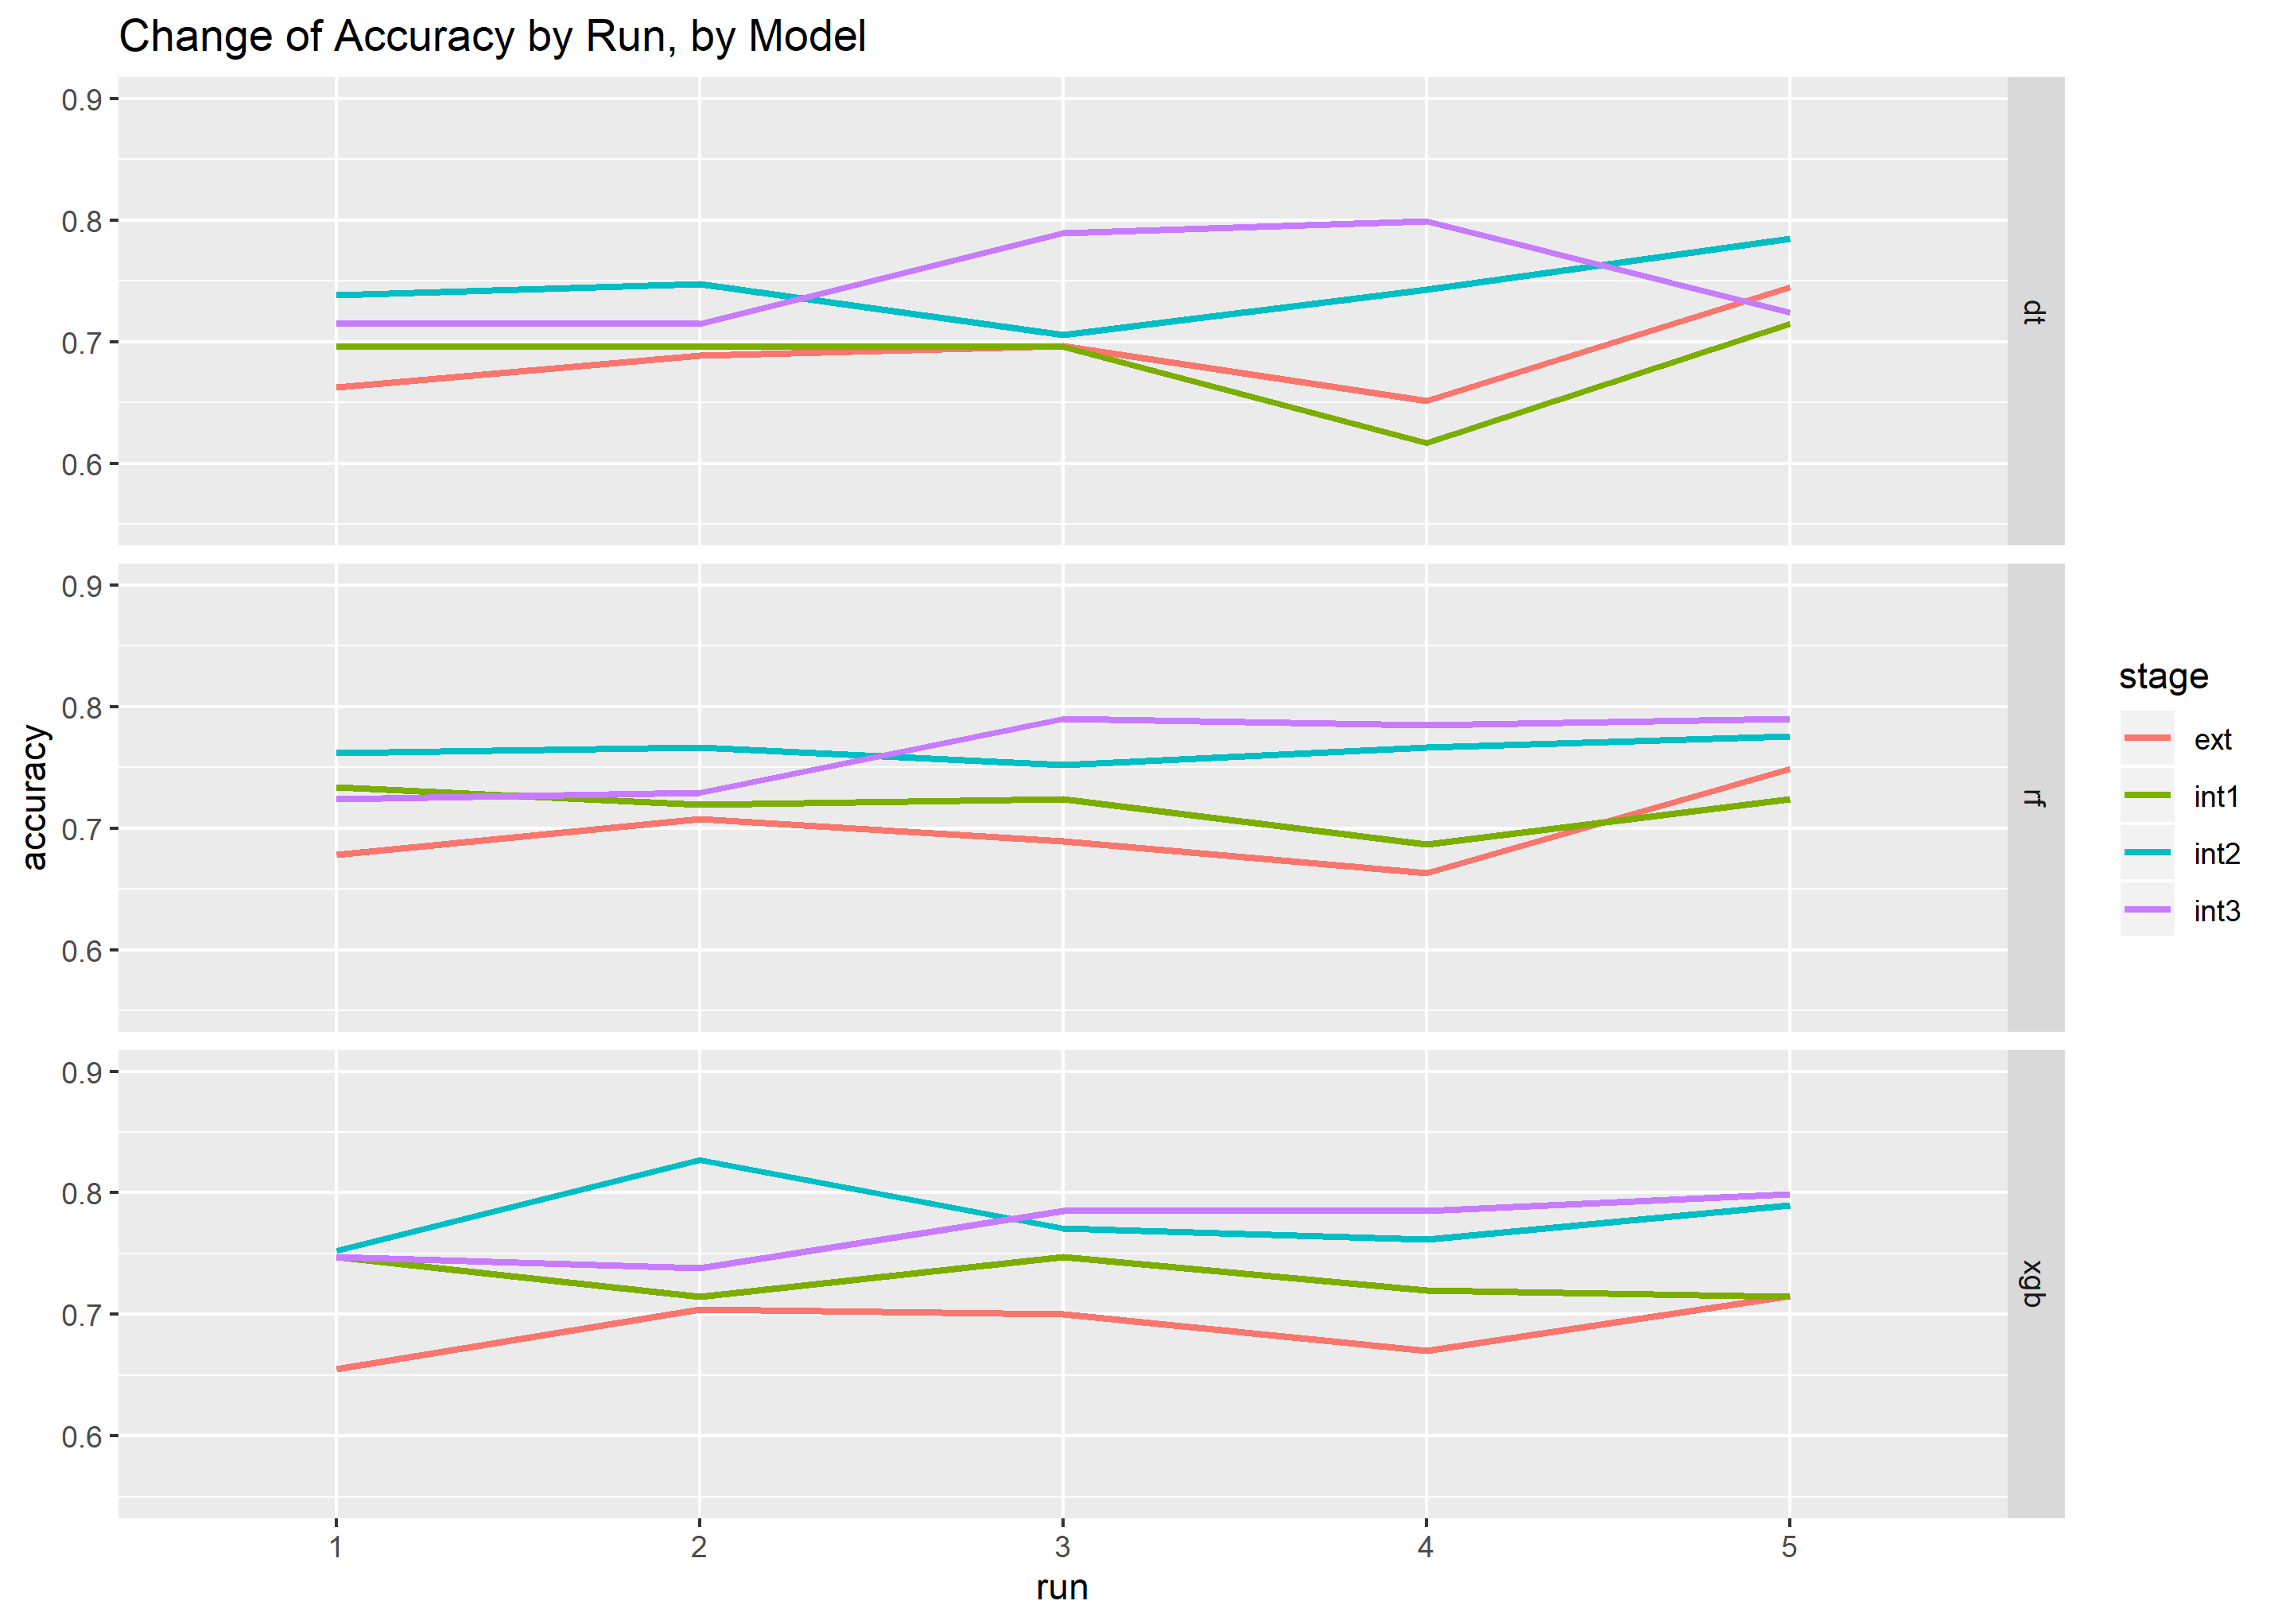 Change of Accuracy by Run, by Model
0.9
0.8
0.7
0.6
dt
0.9
0.8
0.7
0.6
rf
0.9
0.8
0.7
0.6
xgb
accuracy
1 2 3 4 5
run
stage
ext
int1
int2
int3